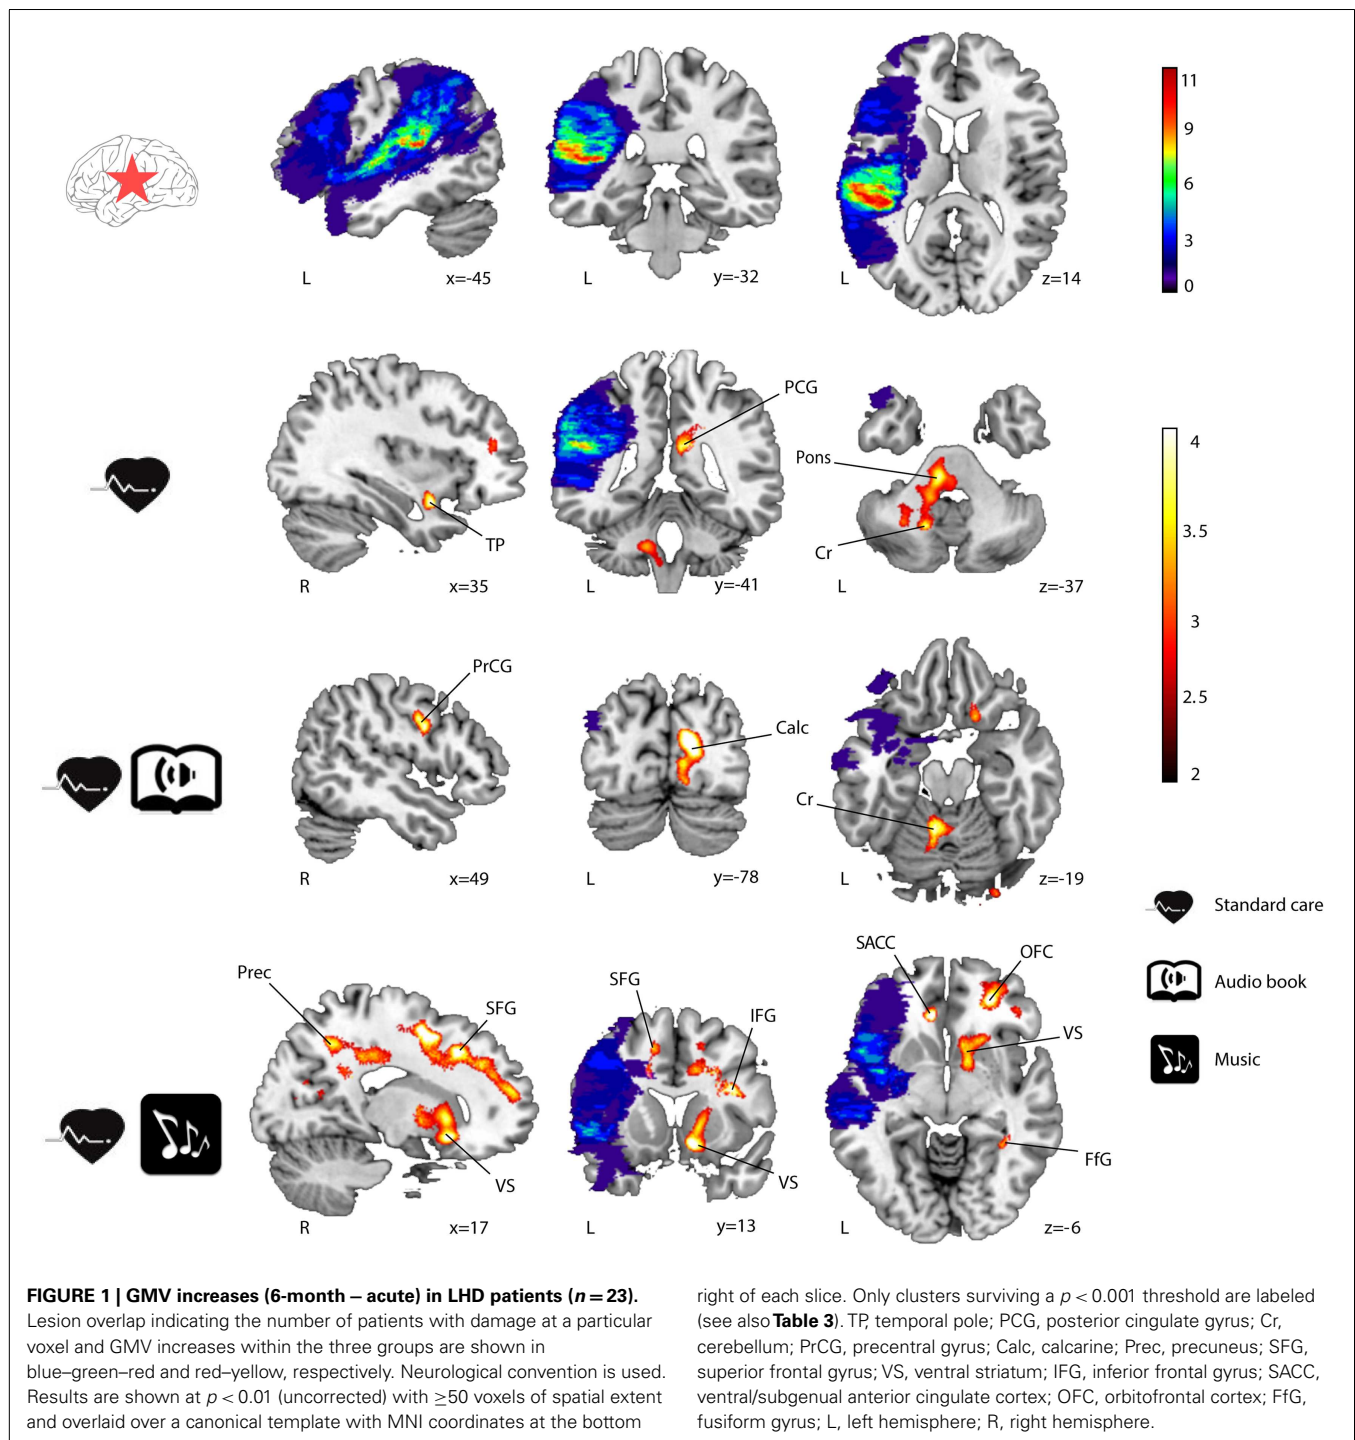 11
9
6
3
0
L
x=-45
L
y=-32
L
z=14
PCG
Pons
TP
Cr
R
x=35
L
y=-41
L
z=-37
4
3.5
3
2.5
2
PrCG
Calc
Cr
R
x=49
L
y=-78
L
z=-19
Standard care
Audio book
Music
Prec
SFG
VS
SFG
IFG
VS
SACC
OFC
VS
FfG
R
x=17
L
y=13
L
z=-6
FIGURE 1 | GMV increases (6-month – acute) in LHD patients (n = 23).
Lesion overlap indicating the number of patients with damage at a particular
voxel and GMV increases within the three groups are shown in
blue–green–red and red–yellow, respectively. Neurological convention is used.
Results are shown at p < 0.01 (uncorrected) with ≥50 voxels of spatial extent
and overlaid over a canonical template with MNI coordinates at the bottom
right of each slice. Only clusters surviving a p < 0.001 threshold are labeled
(see also Table 3). TP, temporal pole; PCG, posterior cingulate gyrus; Cr,
cerebellum; PrCG, precentral gyrus; Calc, calcarine; Prec, precuneus; SFG,
superior frontal gyrus; VS, ventral striatum; IFG, inferior frontal gyrus; SACC,
ventral/subgenual anterior cingulate cortex; OFC, orbitofrontal cortex; FfG,
fusiform gyrus; L, left hemisphere; R, right hemisphere.